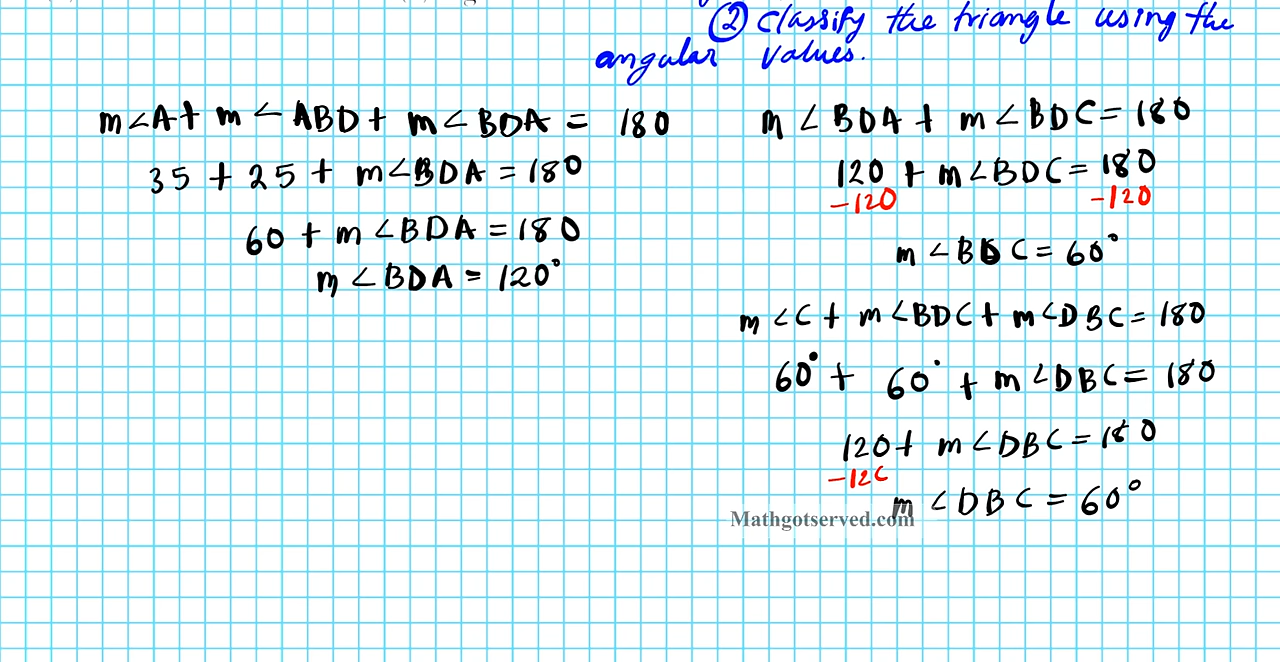 ② classify the triangle using the
angular values.
m∠A + m∠ABD + m∠BDA = 180
35 + 25 + m∠BDA = 180
60 + m∠BDA = 180
m∠BDA = 120°
m∠BDA + m∠BDC = 180
120 + m∠BDC = 180
-120 -120
m∠BDC = 60°
m∠C + m∠BDC + m∠DBC = 180
60° + 60° + m∠DBC = 180
120 + m∠DBC = 180
-120
m∠DBC = 60°
Mathgotserved.com